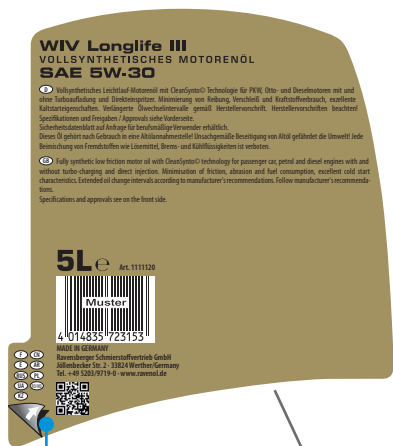 WIV Longlife III
VOLLSYNTHETISCHES MOTORENÖL
SAE 5W-30
D Vollsynthetisches Leichtlauf-Motorenöl mit CleanSynto© Technologie für PKW, Otto- und Dieselmotoren mit und
ohne Turboaufladung und Direkteinspritzer. Minimierung von Reibung, Verschleiß und Kraftstoffverbrauch, exzellente
Kaltstarteigenschaften. Verlängerte Ölwechselintervalle gemäß Herstellervorschrift. Herstellervorschriften beachten!
Spezifikationen und Freigaben / Approvals siehe Vorderseite.
Sicherheitsdatenblatt auf Anfrage für berufsmäßige Verwender erhältlich.
Dieses Öl gehört nach Gebrauch in eine Altölannahmestelle! Unsachgemäße Beseitigung von Altöl gefährdet die Umwelt! Jede
Beimischung von Fremdstoffen wie Lösemittel, Brems- und Kühlflüssigkeiten ist verboten.
GB Fully synthetic low friction motor oil with CleanSynto© technology for passenger car, petrol and diesel engines with and
without turbo-charging and direct injection. Minimisation of friction, abrasion and fuel consumption, excellent cold start
characteristics. Extended oil change intervals according to manufacturer's recommendations. Follow manufacturer's recommenda-
tions.
Specifications and approvals see on the front side.
5L e Art. 1111120
Muster
4 014835 723153
MADE IN GERMANY
Ravensberger Schmierstoffvertrieb GmbH
Jöllenbecker Str. 2 · 33824 Werther/Germany
Tel. +49 5203/9719-0 · www.ravenol.de
F
E
RUS
UA
KZ
AR
PL